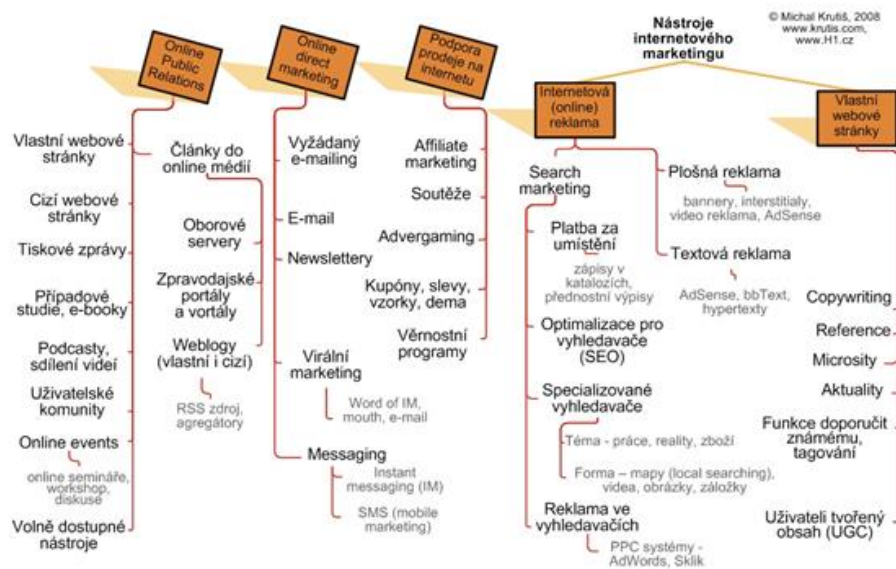 Nástroje
internetového
marketingu
© Michal Krutiš, 2008
www.krutis.com,
www.H1.cz
Online
Public
Relations
Vlastní webové
stránky
Cizí webové
stránky
Tiskové zprávy
Případové
studie, e-booky
Podcasty,
sdílení videí
Uživatelské
komunity
Online events
online semináře,
workshop,
diskuse
Volně dostupné
nástroje
Články do
online médií
Oborové
servery
Zpravodajské
portály
a vortály
Weblogy
(vlastní i cizí)
RSS zdroj,
agregátory
Online
direct
marketing
Vyžádaný
e-mailing
E-mail
Newslettery
Virální
marketing
Word of IM,
mouth, e-mail
Messaging
Instant
messaging (IM)
SMS (mobile
marketing)
Podpora
prodeje na
internetu
Affiliate
marketing
Soutěže
Advergaming
Kupóny, slevy,
vzorky, dema
Věrnostní
programy
Internetová
(online)
reklama
Search
marketing
Platba za
umístění
zápisy v
katalozích,
přednostní výpisy
Optimalizace pro
vyhledavače
(SEO)
Specializované
vyhledavače
Téma - práce, reality, zboží
Forma – mapy (local searching),
videa, obrázky, záložky
Reklama ve
vyhledavačích
PPC systémy -
AdWords, Sklik
Plošná reklama
bannery, interstitialy,
video reklama, AdSense
Textová reklama
AdSense, bbText,
hypertexty
Vlastní
webové
stránky
Copywriting
Reference
Microsity
Aktuality
Funkce doporučit
známému,
tagování
Uživateli tvořený
obsah (UGC)